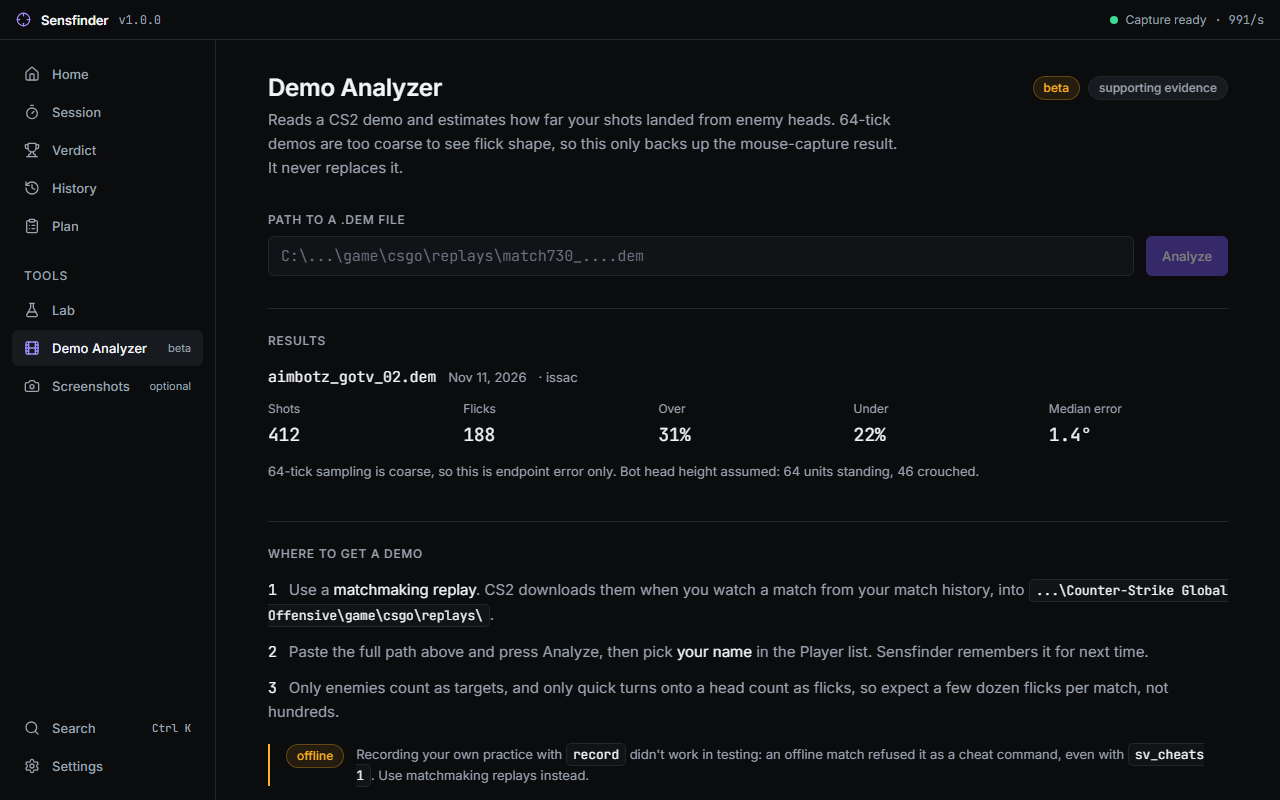 Sensfinder v1.0.0
Capture ready · 991/s
Home
Session
Verdict
History
Plan
TOOLS
Lab
Demo Analyzer beta
Screenshots optional
Search Ctrl K
Settings
Demo Analyzer
beta supporting evidence
Reads a CS2 demo and estimates how far your shots landed from enemy heads. 64-tick
demos are too coarse to see flick shape, so this only backs up the mouse-capture result.
It never replaces it.
PATH TO A .DEM FILE
C:\...\game\csgo\replays\match730_....dem
Analyze
RESULTS
aimbotz_gotv_02.dem Nov 11, 2026 · issac
Shots Flicks Over Under Median error
412 188 31% 22% 1.4°
64-tick sampling is coarse, so this is endpoint error only. Bot head height assumed: 64 units standing, 46 crouched.
WHERE TO GET A DEMO
1 Use a matchmaking replay. CS2 downloads them when you watch a match from your match history, into ...\Counter-Strike Global
Offensive\game\csgo\replays\ .
2 Paste the full path above and press Analyze, then pick your name in the Player list. Sensfinder remembers it for next time.
3 Only enemies count as targets, and only quick turns onto a head count as flicks, so expect a few dozen flicks per match, not
hundreds.
offline Recording your own practice with record didn't work in testing: an offline match refused it as a cheat command, even with sv_cheats
1 . Use matchmaking replays instead.